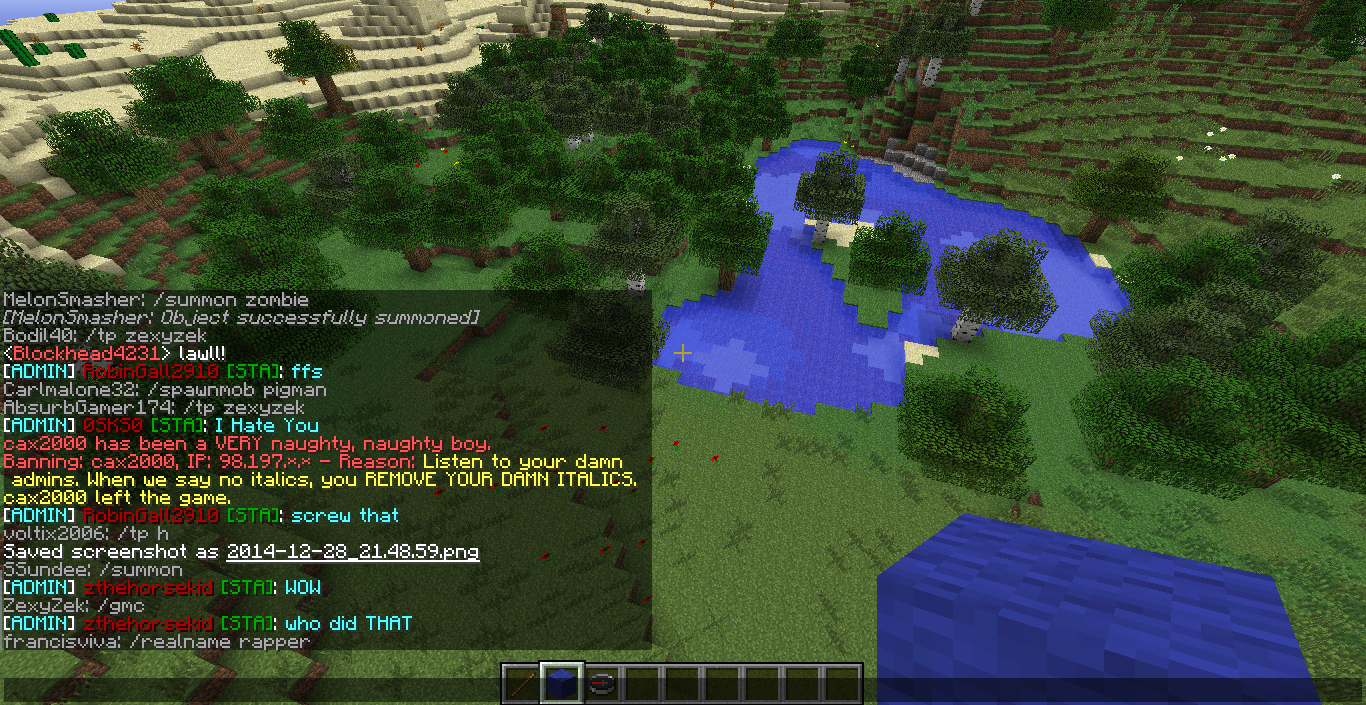 MelonSmasher: /summon zombie
[MelonSmasher: Object successfully summoned]
Bodil40: /tp zexyzek
<Blockhead4231> lawll!
[ADMIN] RobinGall2910 [STA]: ffs
Carlmalone32: /spawnmob pigman
AbsurbGamer174: /tp zexyzek
[ADMIN] 0SKS0 [STA]: I Hate You
cax2000 has been a VERY naughty, naughty boy.
Banning: cax2000, IP: 98.197.*.* - Reason: Listen to your damn
admins. When we say no italics, you REMOVE YOUR DAMN ITALICS.
cax2000 left the game.
[ADMIN] RobinGall2910 [STA]: screw that
voltix2006: /tp h
Saved screenshot as 2014-12-28_21.48.59.png
SSundee: /summon
[ADMIN] zthehorsekid [STA]: WOW
ZexyZek: /gmc
[ADMIN] zthehorsekid [STA]: who did THAT
francisviva: /realname rapper